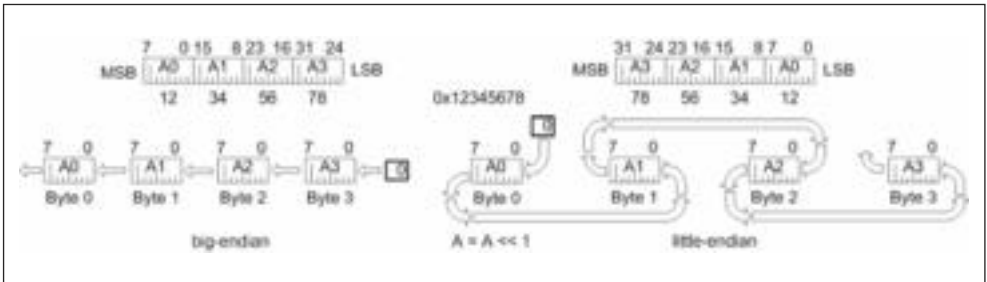 7 0 15 8 23 16 31 24
MSB A0 A1 A2 A3 LSB
12 34 56 78
31 24 23 16 15 8 7 0
MSB A3 A2 A1 A0 LSB
78 56 34 12
0x12345678
7 0 7 0 7 0 7 0
A0 A1 A2 A3 0
Byte 0 Byte 1 Byte 2 Byte 3
big-endian
0
7 0 7 0 7 0 7 0
A0 A1 A2 A3
Byte 0 Byte 1 Byte 2 Byte 3
A = A << 1
little-endian